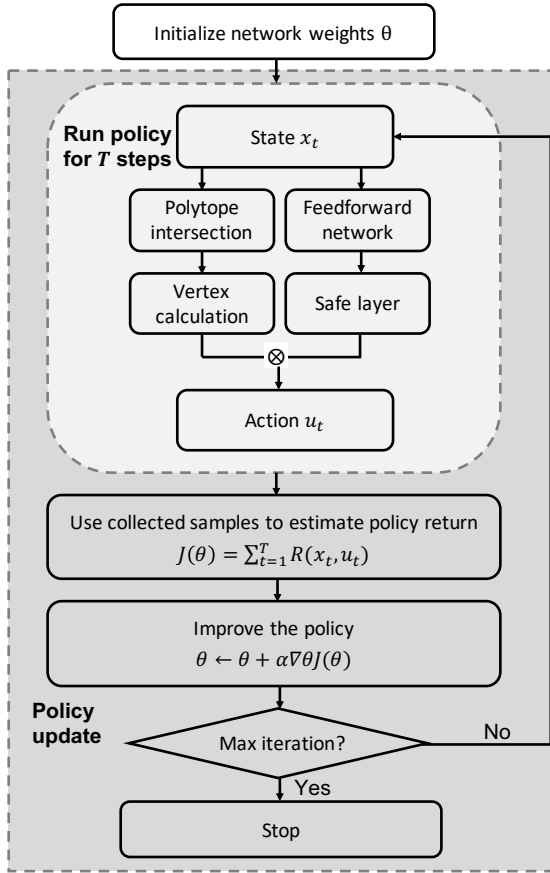 Initialize network weights θ
Run policy
for T steps
State x_t
Polytope
intersection
Feedforward
network
Vertex
calculation
Safe layer
⊗
Action u_t
Use collected samples to estimate policy return
J(θ) = ∑_{t=1}^{T} R(x_t, u_t)
Improve the policy
θ ← θ + α∇θJ(θ)
Policy
update
Max iteration?
No
Yes
Stop